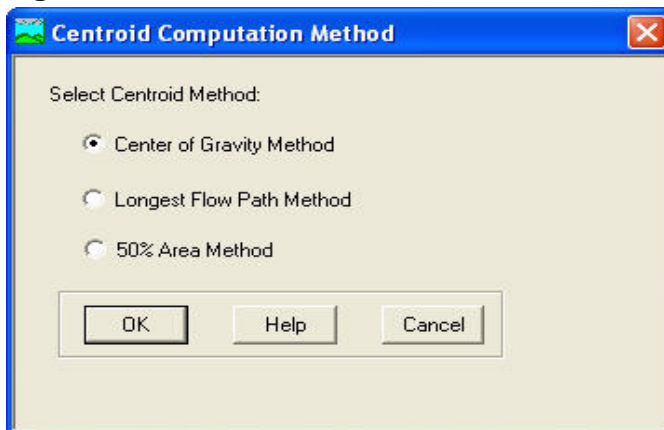 Centroid Computation Method
Select Centroid Method:
Center of Gravity Method
Longest Flow Path Method
50% Area Method
OK Help Cancel